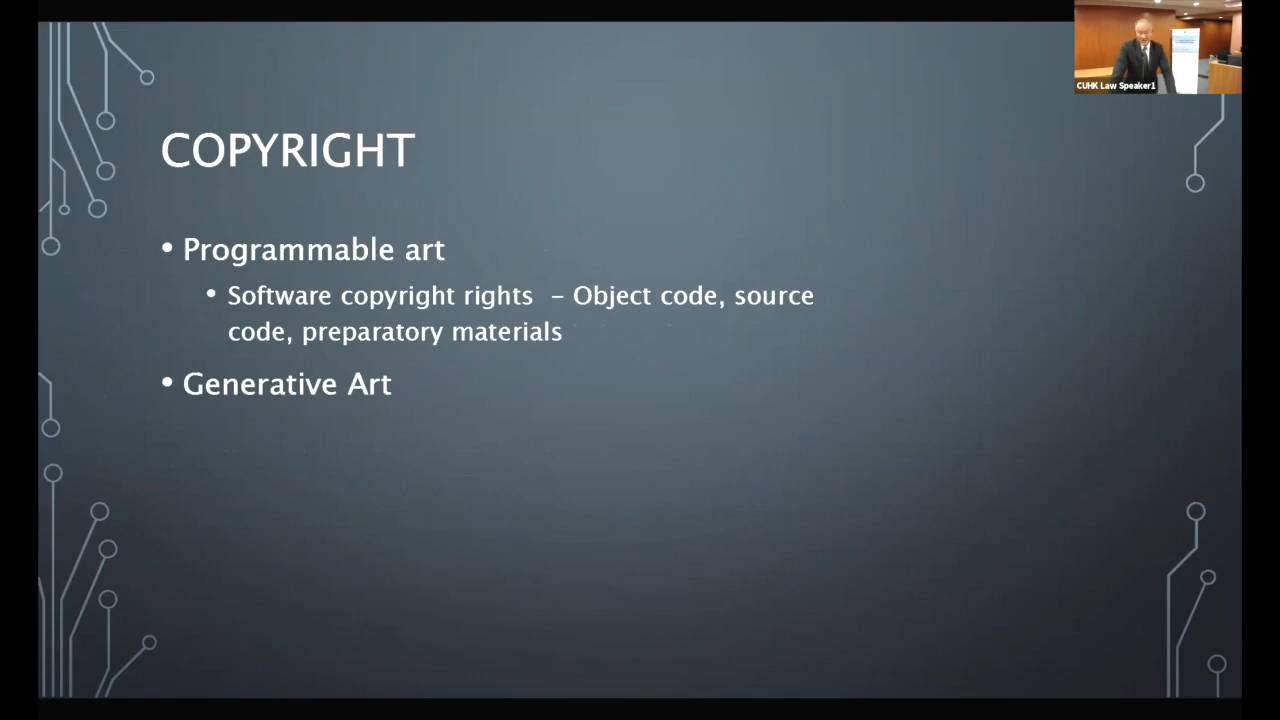 CUHK Law Speaker1
COPYRIGHT
• Programmable art
• Software copyright rights – Object code, source
code, preparatory materials
• Generative Art